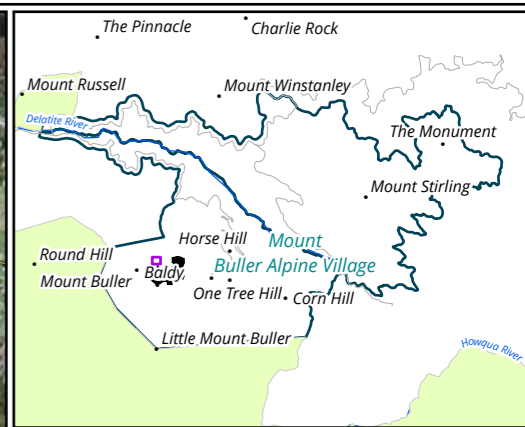 The Pinnacle
Charlie Rock
Mount Russell
Mount Winstanley
Delatite River
The Monument
Mount Stirling
Horse Hill
Mount
Buller Alpine Village
Round Hill
Mount Buller
Baldy
One Tree Hill
Corn Hill
Little Mount Buller
Howqua River